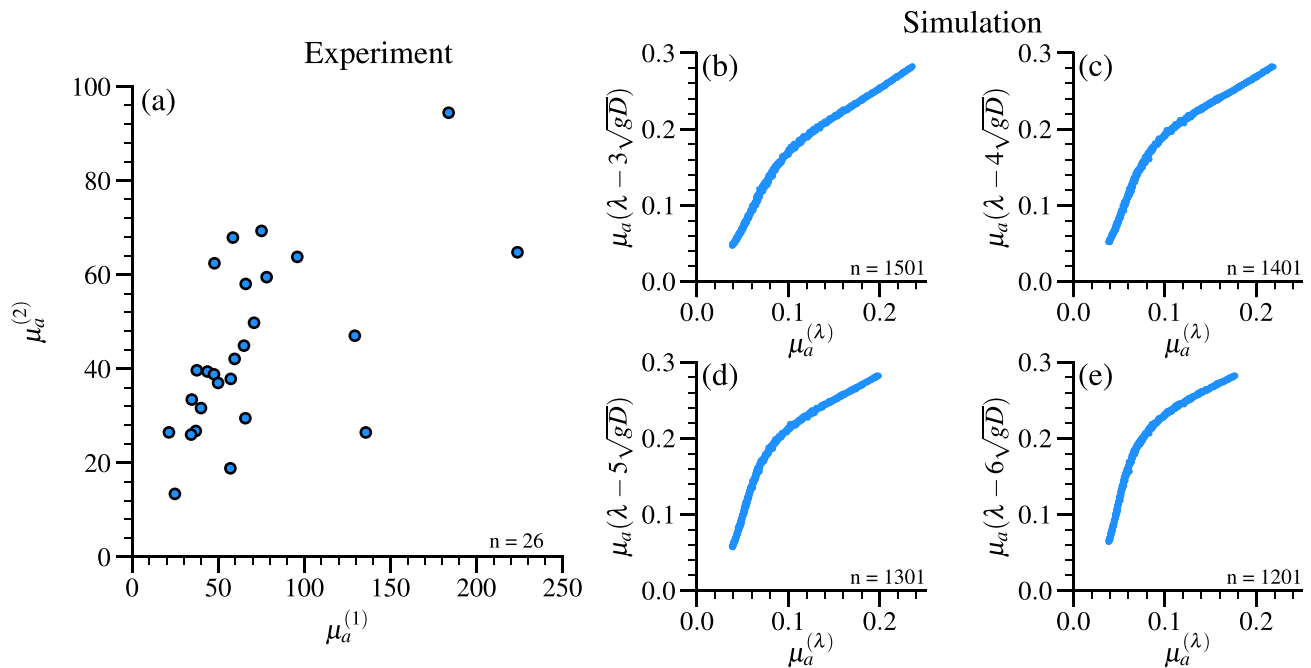 Experiment
Simulation
(a)
100
80
60
40
20
0
μₐ⁽²⁾
0
50
100
150
200
250
μₐ⁽¹⁾
n = 26
(b)
0.3
0.2
0.1
0.0
μₐ(λ − 3√gD)
n = 1501
0.0
0.1
0.2
μₐ^(λ)
(c)
0.3
0.2
0.1
0.0
μₐ(λ − 4√gD)
n = 1401
0.0
0.1
0.2
μₐ^(λ)
(d)
0.3
0.2
0.1
0.0
μₐ(λ − 5√gD)
n = 1301
0.0
0.1
0.2
μₐ^(λ)
(e)
0.3
0.2
0.1
0.0
μₐ(λ − 6√gD)
n = 1201
0.0
0.1
0.2
μₐ^(λ)